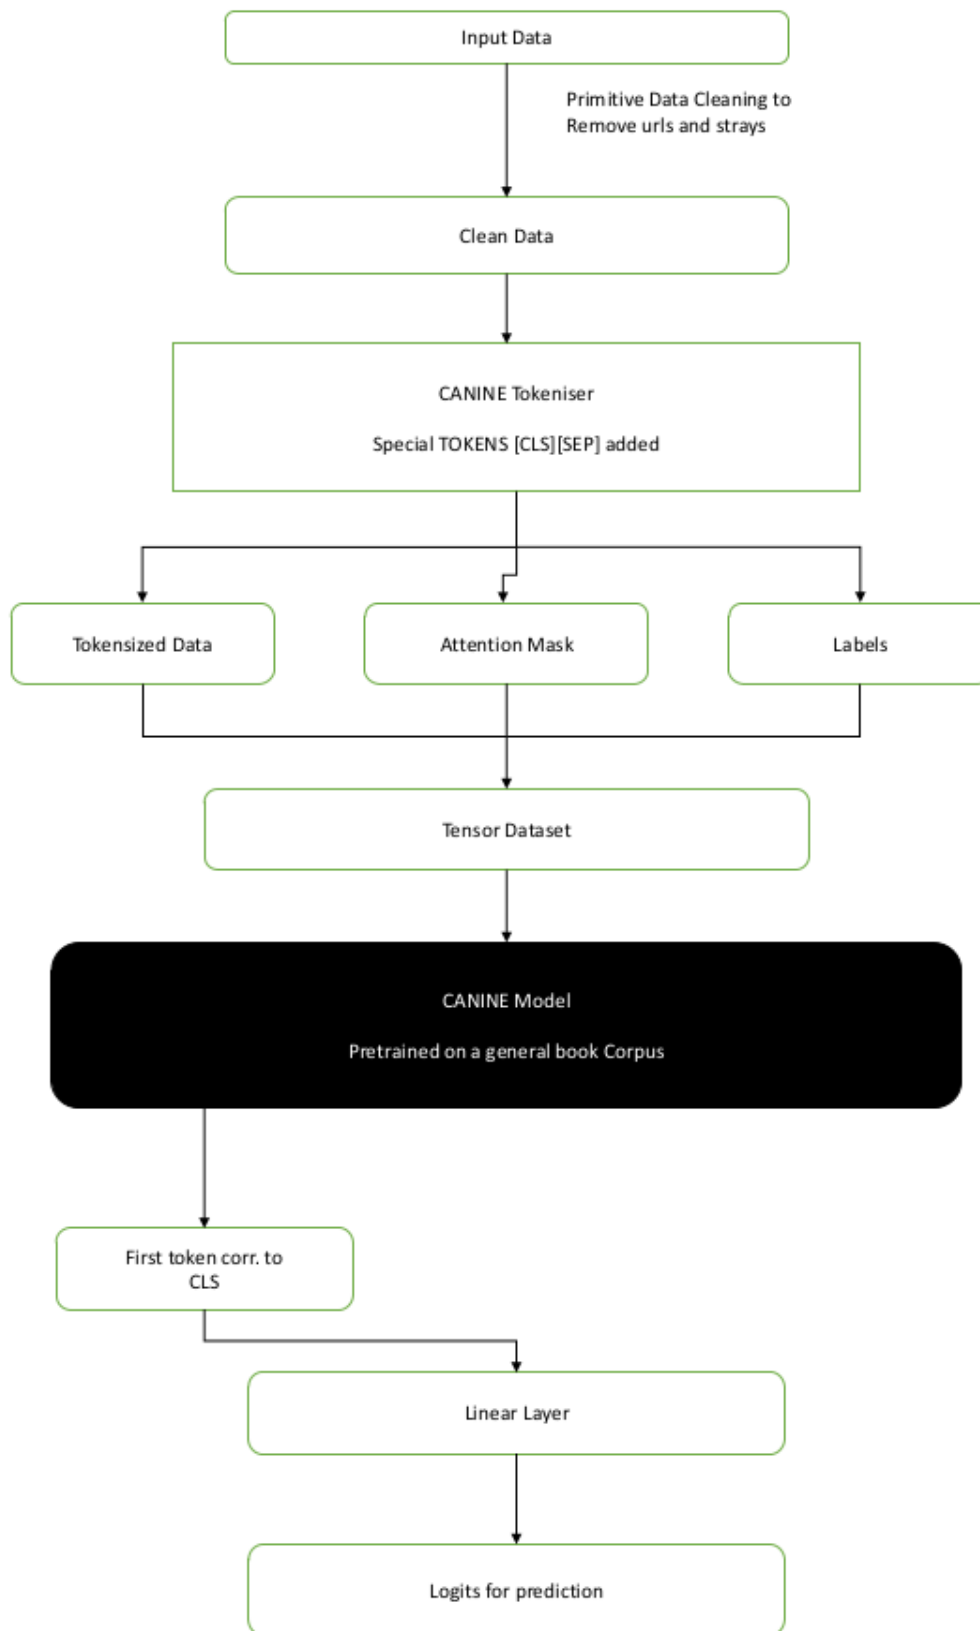 Input Data
Primitive Data Cleaning to
Remove urls and strays
Clean Data
CANINE Tokeniser
Special TOKENS [CLS][SEP] added
Tokensized Data
Attention Mask
Labels
Tensor Dataset
CANINE Model
Pretrained on a general book Corpus
First token corr. to
CLS
Linear Layer
Logits for prediction